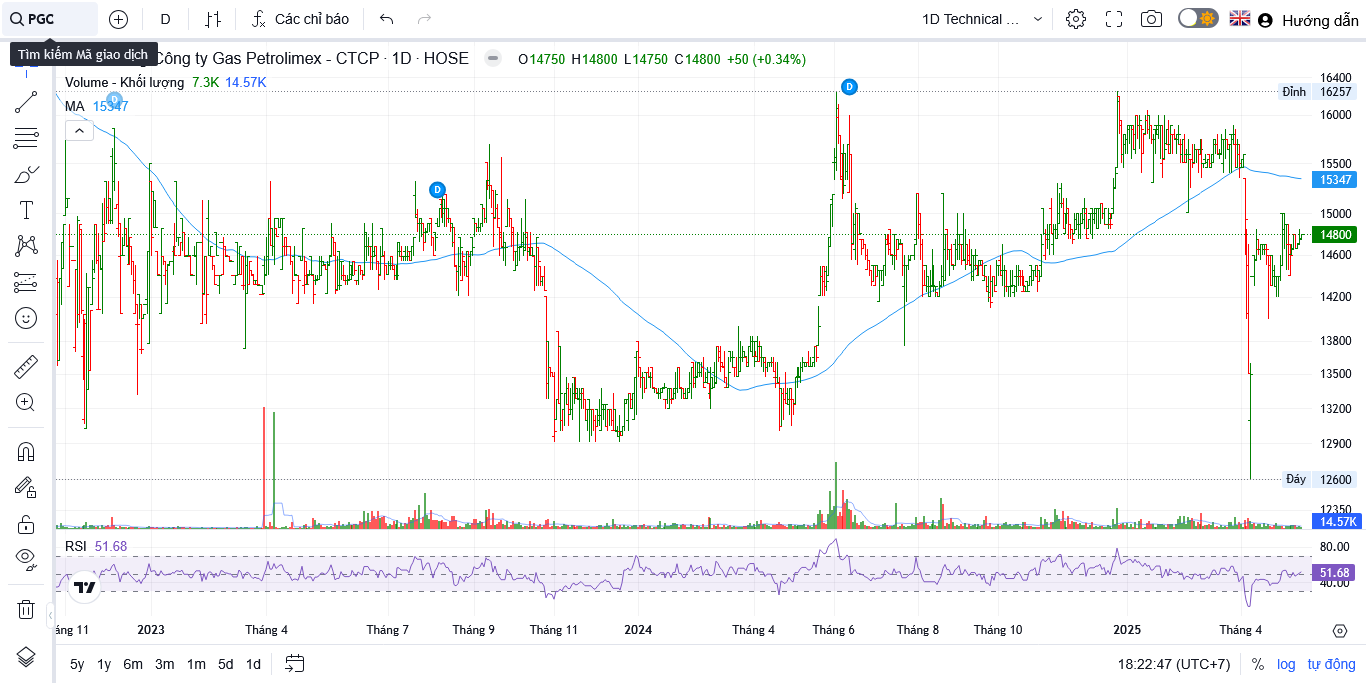 PGC
D
Các chỉ báo
1D Technical ...
Hướng dẫn
Tìm kiếm Mã giao dịch
Công ty Gas Petrolimex - CTCP · 1D · HOSE
O14750 H14800 L14750 C14800 +50 (+0.34%)
Volume - Khối lượng 7.3K 14.57K
MA 15347
D
D
D
16400
Đỉnh 16257
16000
15500
15347
15000
14800
14600
14200
13800
13500
13200
12900
Đáy 12600
12350
14.57K
RSI 51.68
80.00
51.68
40.00
áng 11
2023
Tháng 4
Tháng 7
Tháng 9
Tháng 11
2024
Tháng 4
Tháng 6
Tháng 8
Tháng 10
2025
Tháng 4
5y 1y 6m 3m 1m 5d 1d
18:22:47 (UTC+7)
% log tự động